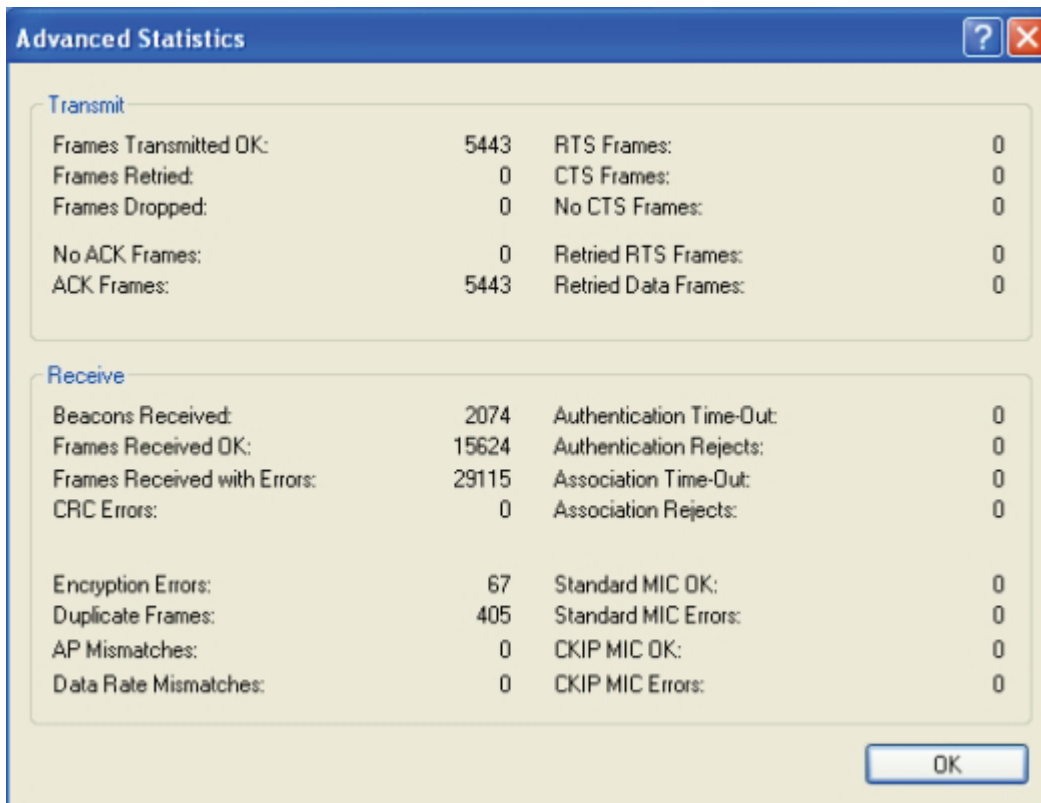 Advanced Statistics
Transmit
Frames Transmitted OK: 5443 RTS Frames: 0
Frames Retried: 0 CTS Frames: 0
Frames Dropped: 0 No CTS Frames: 0
No ACK Frames: 0 Retried RTS Frames: 0
ACK Frames: 5443 Retried Data Frames: 0
Receive
Beacons Received: 2074 Authentication Time-Out: 0
Frames Received OK: 15624 Authentication Rejects: 0
Frames Received with Errors: 29115 Association Time-Out: 0
CRC Errors: 0 Association Rejects: 0
Encryption Errors: 67 Standard MIC OK: 0
Duplicate Frames: 405 Standard MIC Errors: 0
AP Mismatches: 0 CKIP MIC OK: 0
Data Rate Mismatches: 0 CKIP MIC Errors: 0
OK